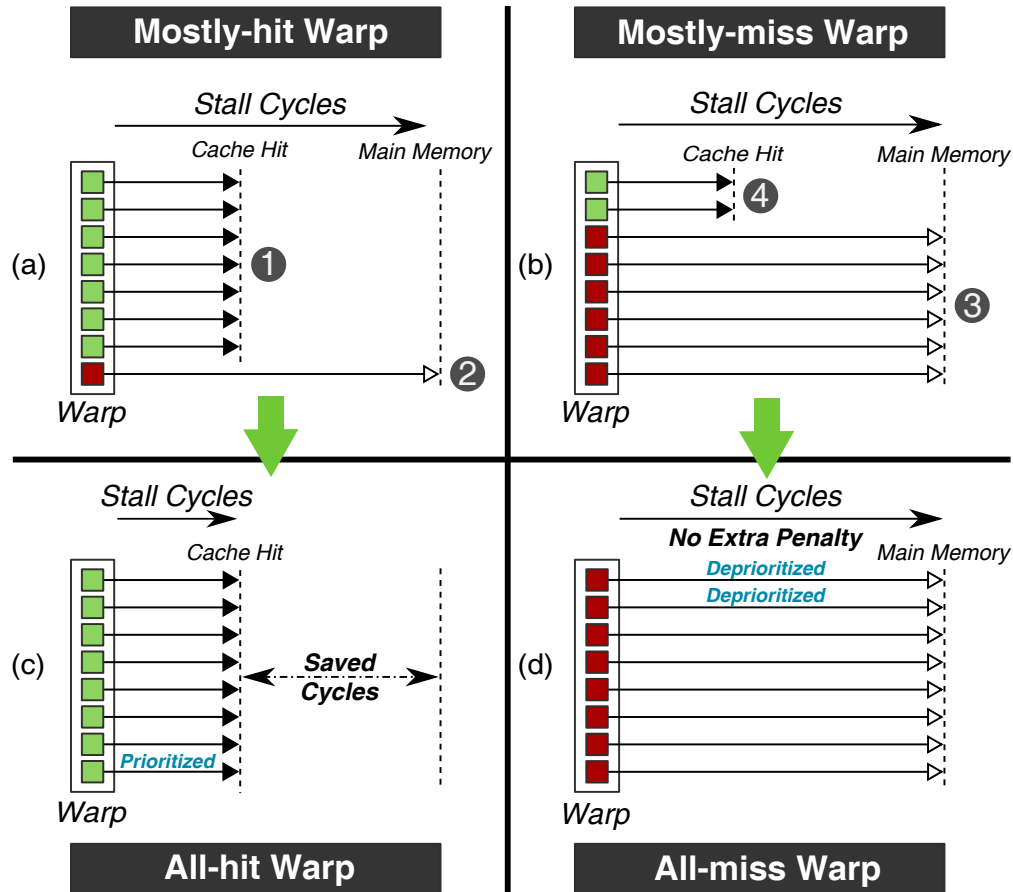 Mostly-hit Warp
Stall Cycles
Cache Hit
Main Memory
(a)
1
2
Warp
Mostly-miss Warp
Stall Cycles
Cache Hit
Main Memory
4
(b)
3
Warp
Stall Cycles
Cache Hit
(c)
Saved
Cycles
Prioritized
Warp
All-hit Warp
Stall Cycles
No Extra Penalty
Main Memory
Deprioritized
Deprioritized
(d)
Warp
All-miss Warp